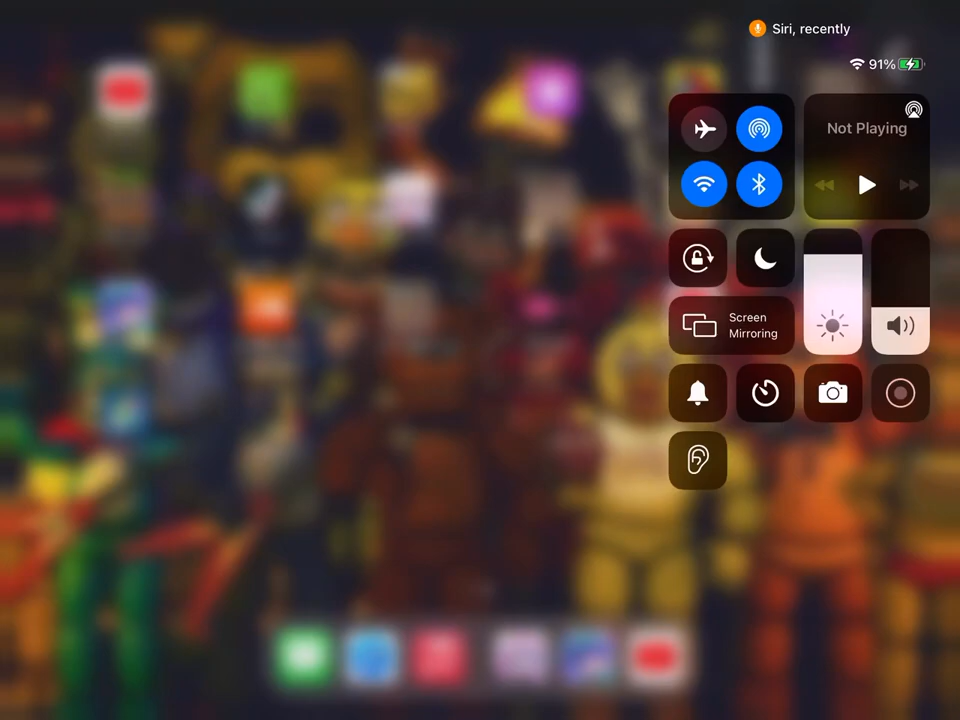 Siri, recently
91%
Not Playing
Screen
Mirroring